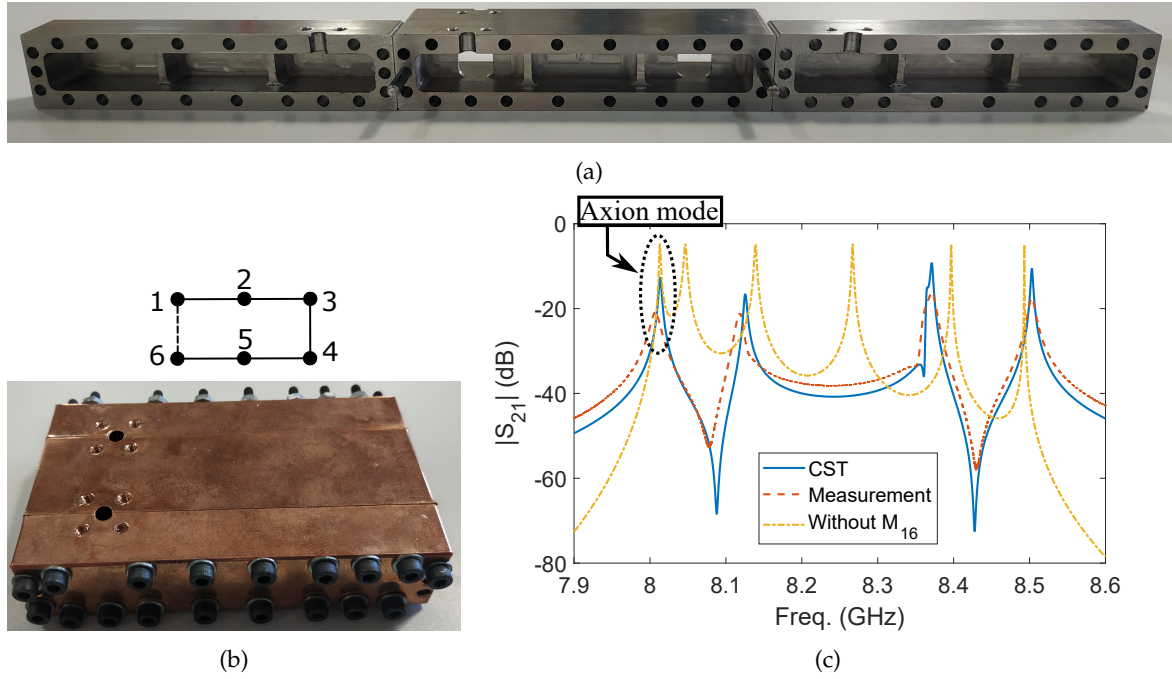 (a)
1
2
3
6
5
4
(b)
Axion mode
0
-20
-40
-60
-80
|S21| (dB)
CST
Measurement
Without M16
7.9
8
8.1
8.2
8.3
8.4
8.5
8.6
Freq. (GHz)
(c)